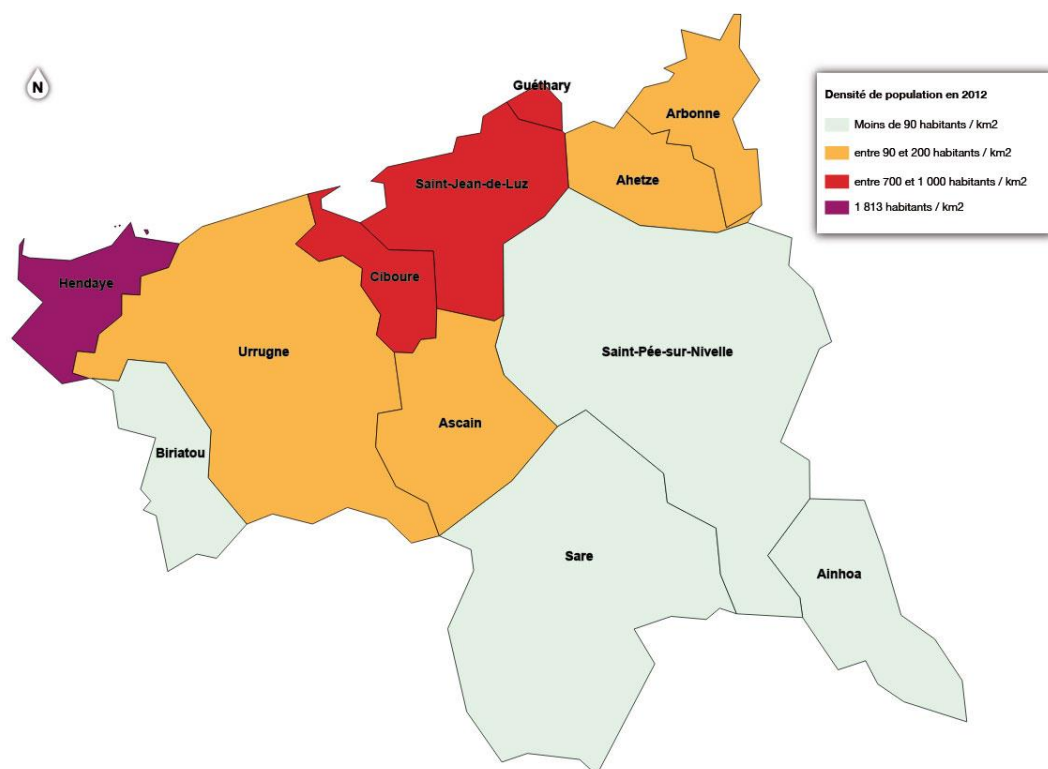 N
Guéthary
Arbonne
Saint-Jean-de-Luz
Ahetze
Hendaye
Ciboure
Urrugne
Saint-Pée-sur-Nivelle
Ascain
Biriatou
Sare
Ainhoa
Densité de population en 2012
Moins de 90 habitants / km2
entre 90 et 200 habitants / km2
entre 700 et 1 000 habitants / km2
1 813 habitants / km2